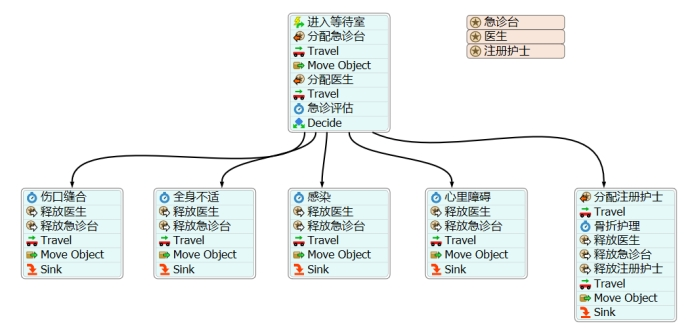 进入等待室
分配急诊台
Travel
Move Object
分配医生
Travel
急诊评估
Decide
急诊台
医生
注册护士
伤口缝合
释放医生
释放急诊台
Travel
Move Object
Sink
全身不适
释放医生
释放急诊台
Travel
Move Object
Sink
感染
释放医生
释放急诊台
Travel
Move Object
Sink
心里障碍
释放医生
释放急诊台
Travel
Move Object
Sink
分配注册护士
Travel
骨折护理
释放医生
释放急诊台
释放注册护士
Travel
Move Object
Sink